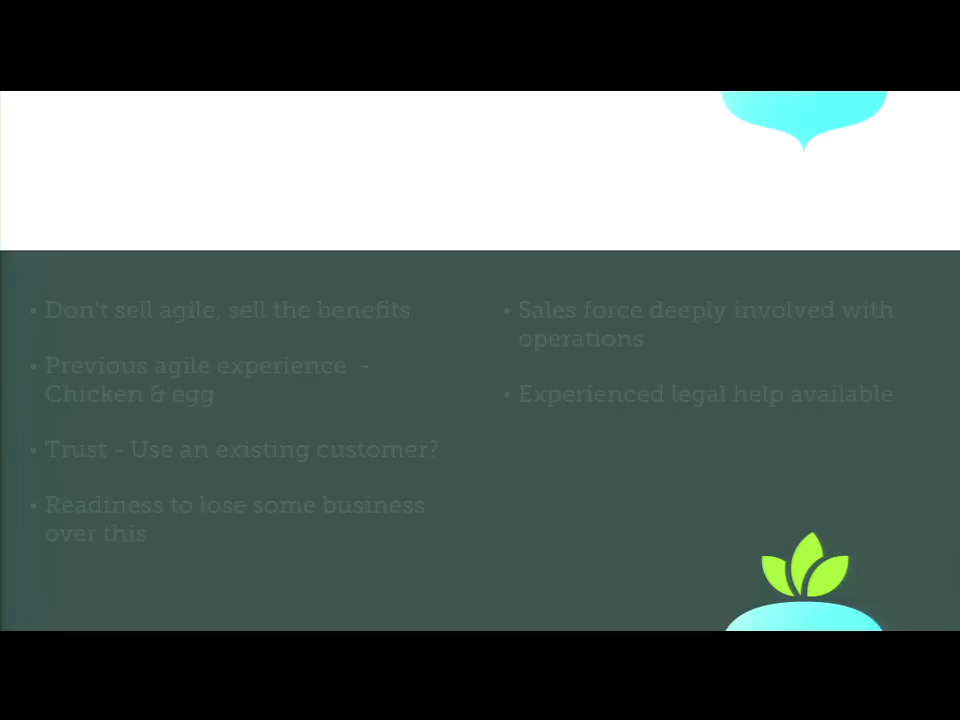 • Don't sell agile, sell the benefits
• Previous agile experience  -
Chicken & egg
• Trust - Use an existing customer?
• Readiness to lose some business
over this
• Sales force deeply involved with
operations
• Experienced legal help available